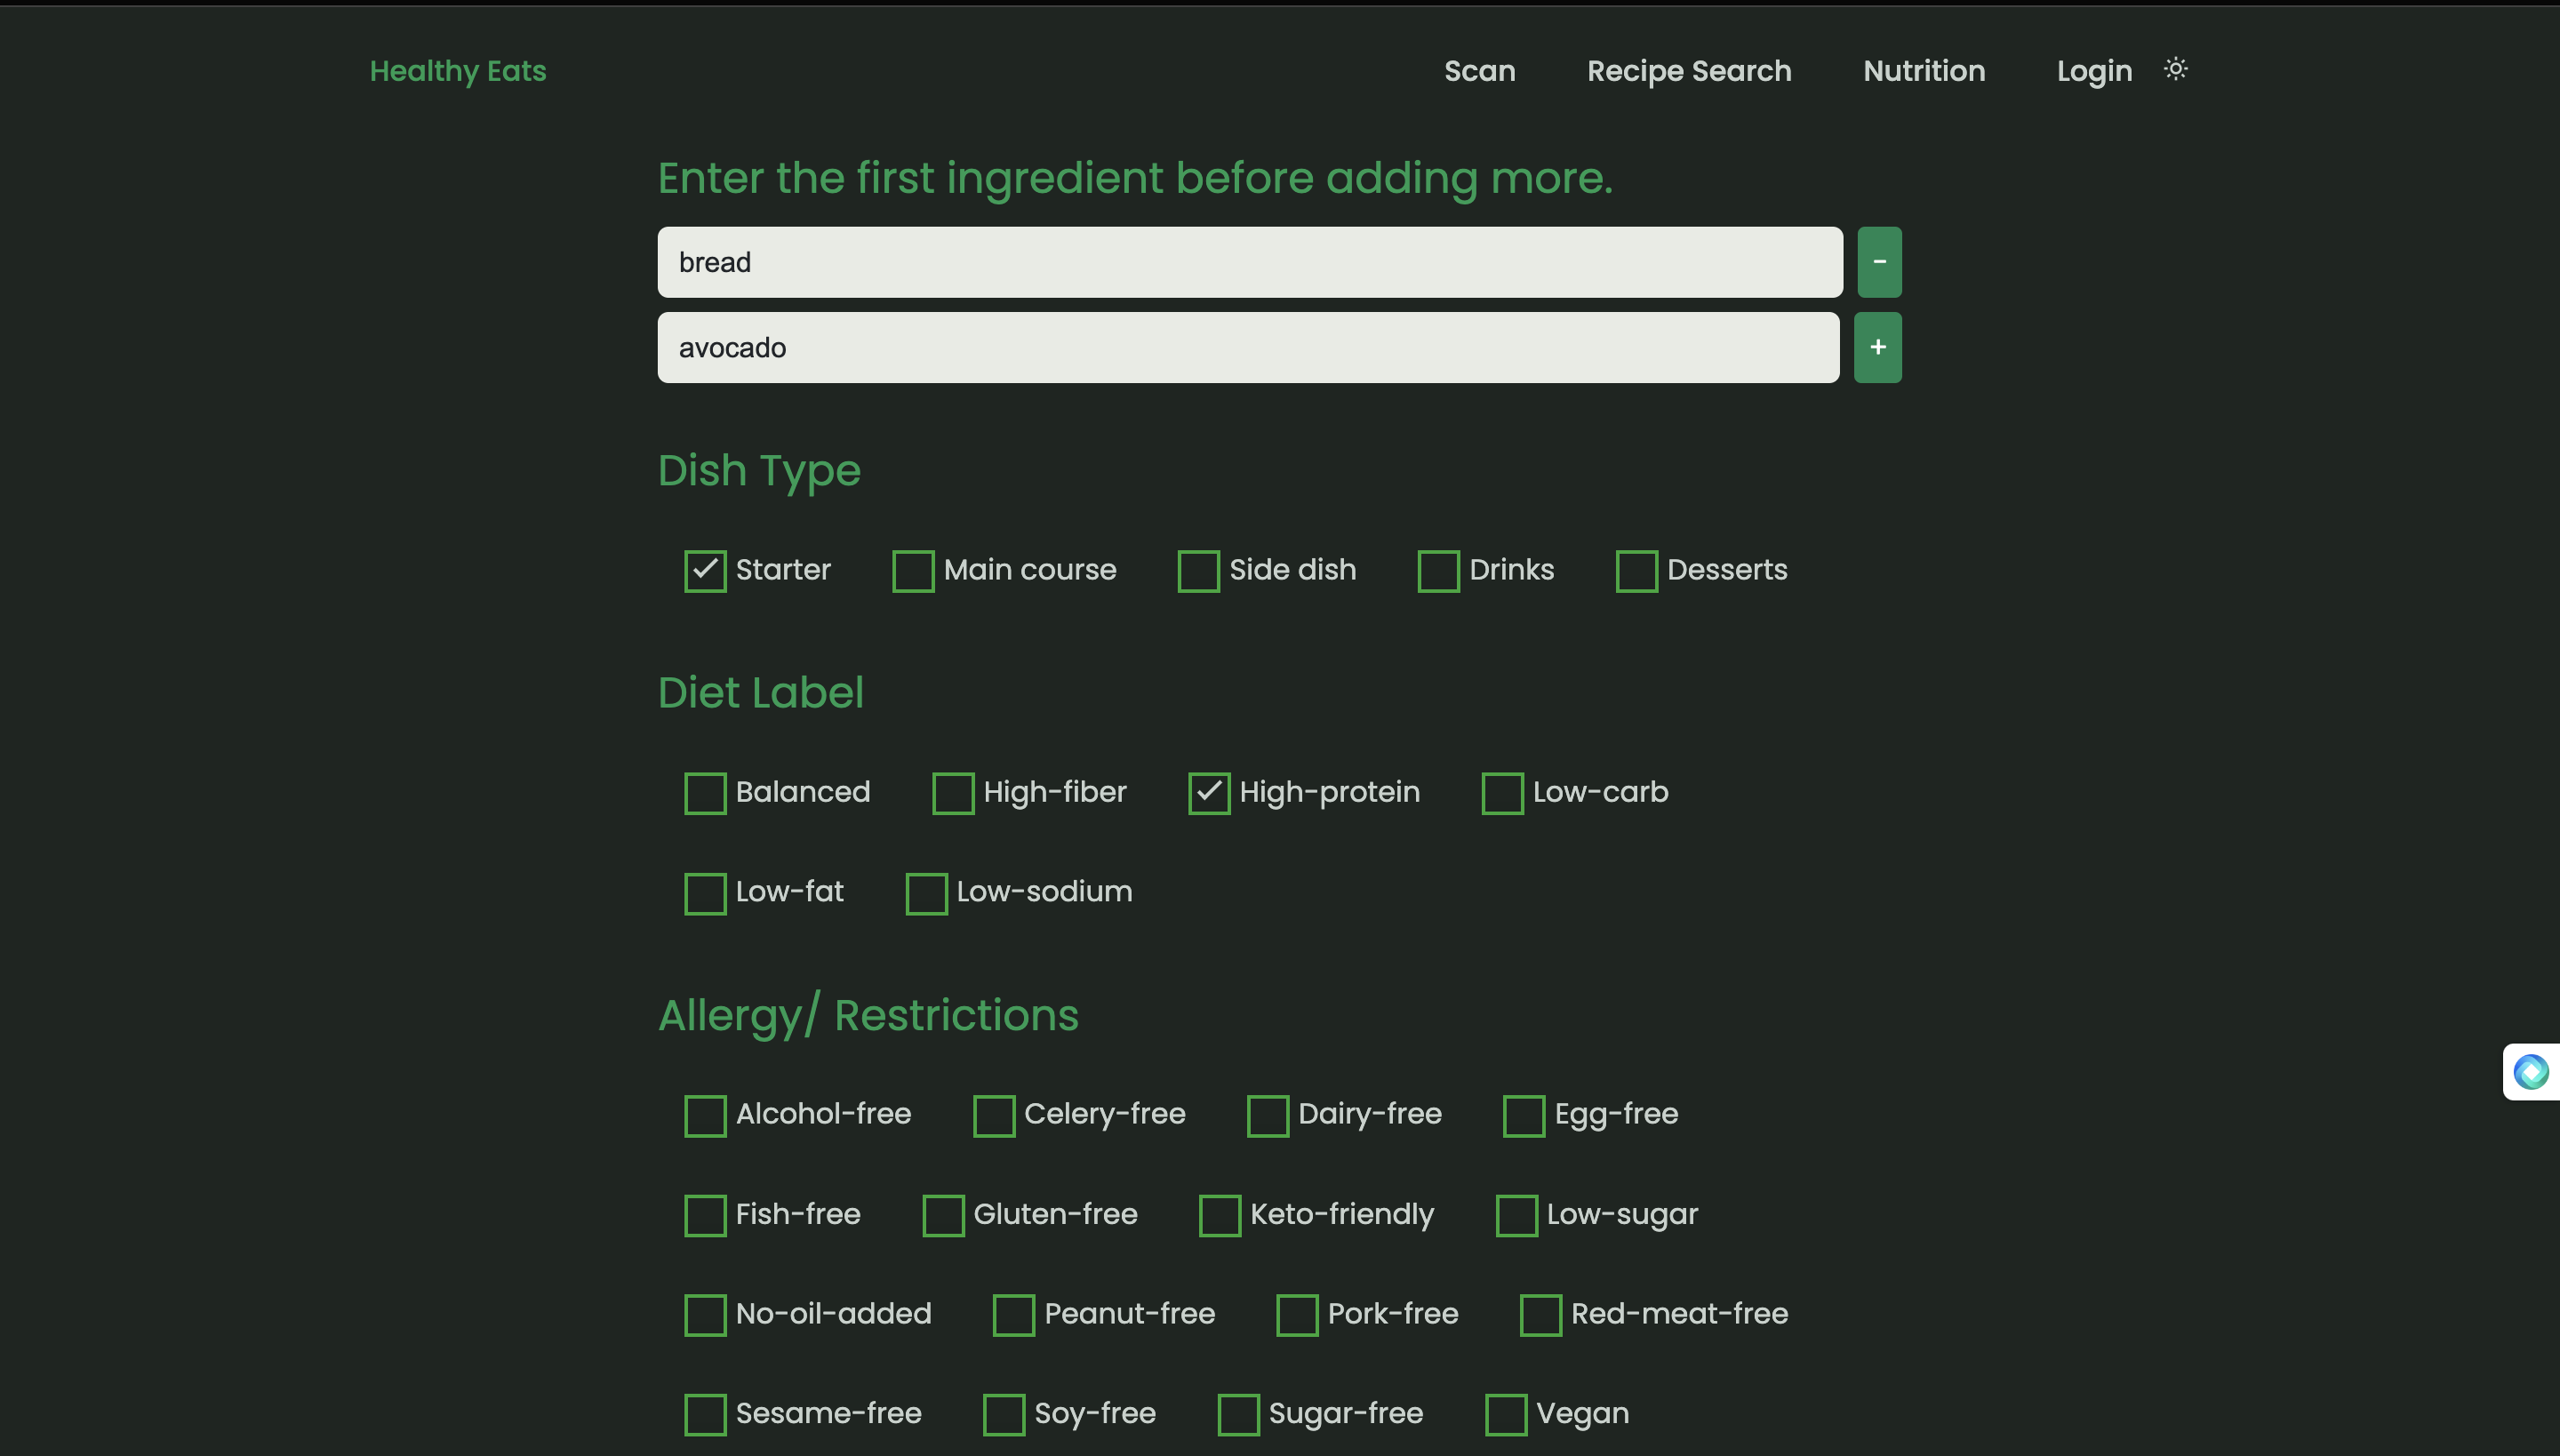 Healthy Eats Scan Recipe Search Nutrition Login
Enter the first ingredient before adding more.
bread -
avocado +
Dish Type
Starter Main course Side dish Drinks Desserts
Diet Label
Balanced High-fiber High-protein Low-carb
Low-fat Low-sodium
Allergy/ Restrictions
Alcohol-free Celery-free Dairy-free Egg-free
Fish-free Gluten-free Keto-friendly Low-sugar
No-oil-added Peanut-free Pork-free Red-meat-free
Sesame-free Soy-free Sugar-free Vegan